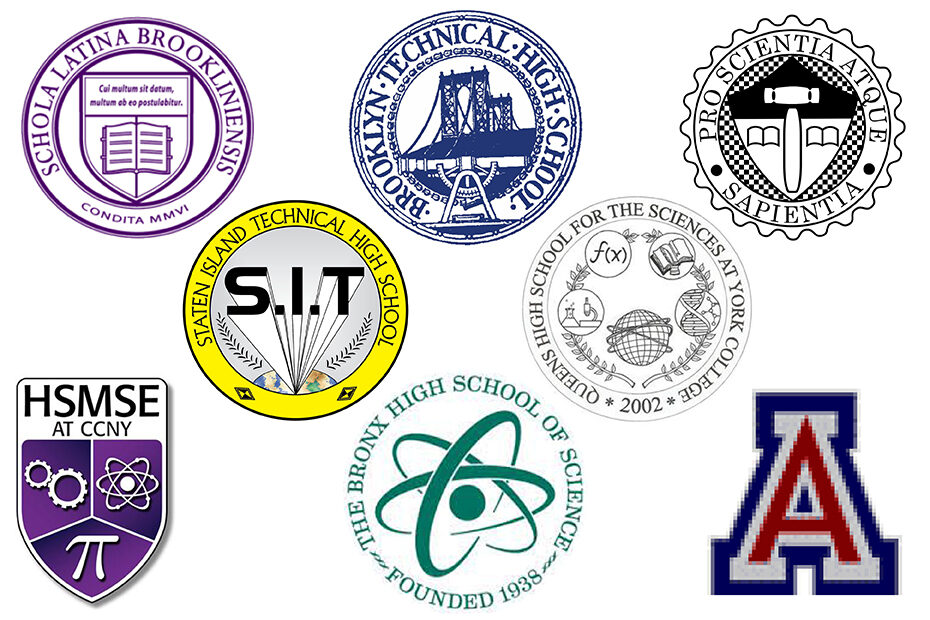 SCHOLA LATINA BROOKLINIENSIS
Cui multum sit datum,
multum ab eo postulabitur.
CONDITA MMVI
·BROOKLYN·TECHNICAL·HIGH·SCHOOL·
PRO SCIENTIA ATQUE
• SAPIENTIA •
STATEN ISLAND TECHNICAL HIGH SCHOOL
S.I.T
QUEENS HIGH SCHOOL FOR THE SCIENCES AT YORK COLLEGE
f(x)
* 2002 *
HSMSE
AT CCNY
π
THE BRONX HIGH SCHOOL OF SCIENCE
FOUNDED 1938
A